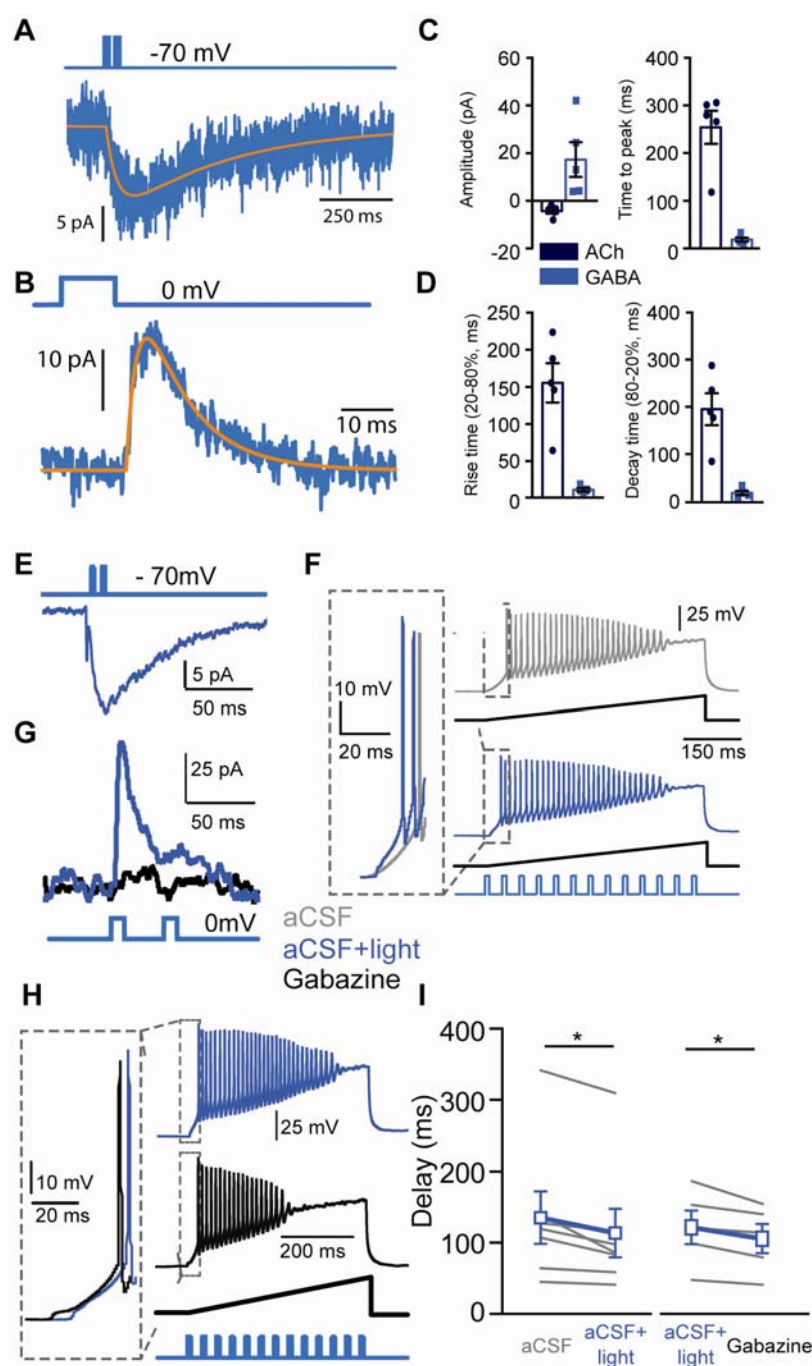 A
-70 mV
5 pA
250 ms
B
0 mV
10 pA
10 ms
C
Amplitude (pA)
60
40
20
0
-20
Time to peak (ms)
400
300
200
100
0
ACh
GABA
D
Rise time (20-80%, ms)
250
200
150
100
50
0
Decay time (80-20%, ms)
400
300
200
100
0
E
- 70mV
5 pA
50 ms
F
10 mV
20 ms
25 mV
150 ms
G
25 pA
50 ms
0mV
aCSF
aCSF+light
Gabazine
H
10 mV
20 ms
25 mV
200 ms
I
Delay (ms)
400
300
200
100
0
*
*
aCSF
aCSF+
light
aCSF+
light
Gabazine